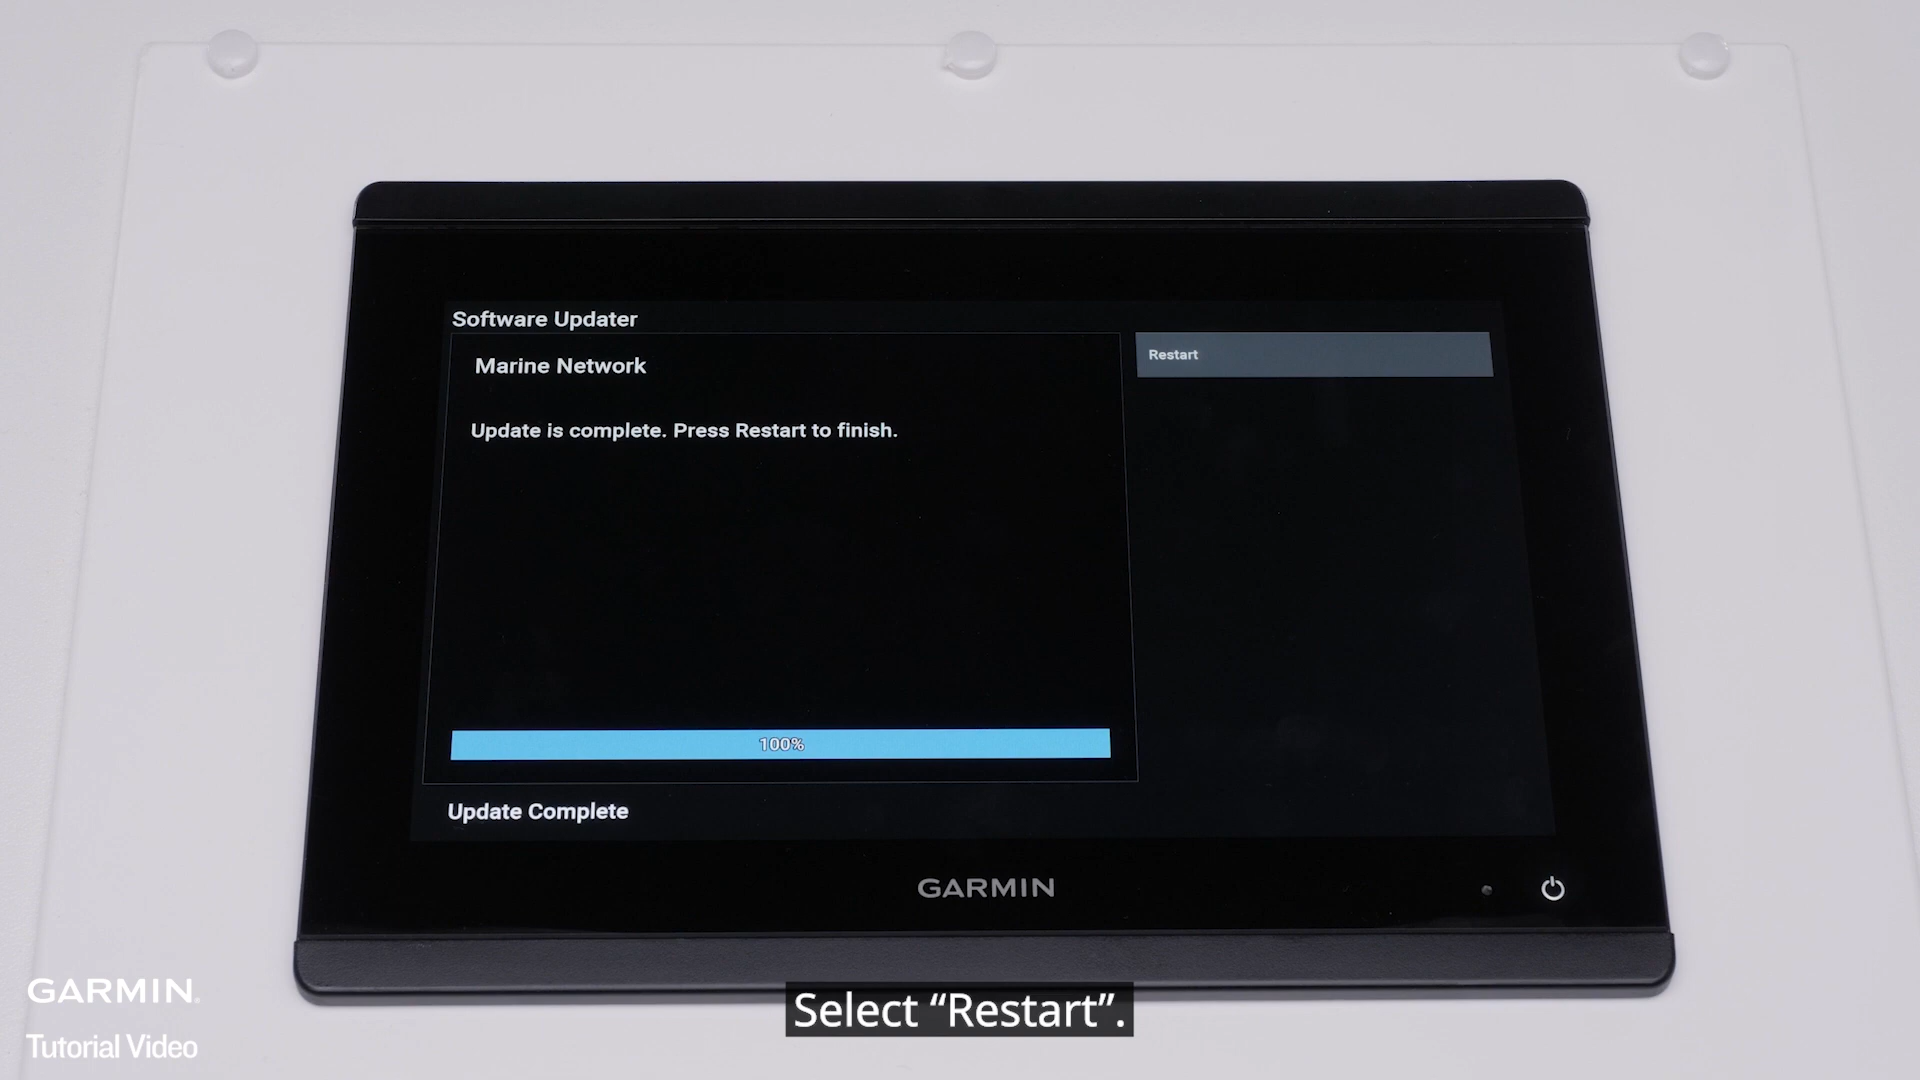 Software Updater
Marine Network
Restart
Update is complete. Press Restart to finish.
100%
Update Complete
GARMIN
GARMIN®
Tutorial Video
Select “Restart”.